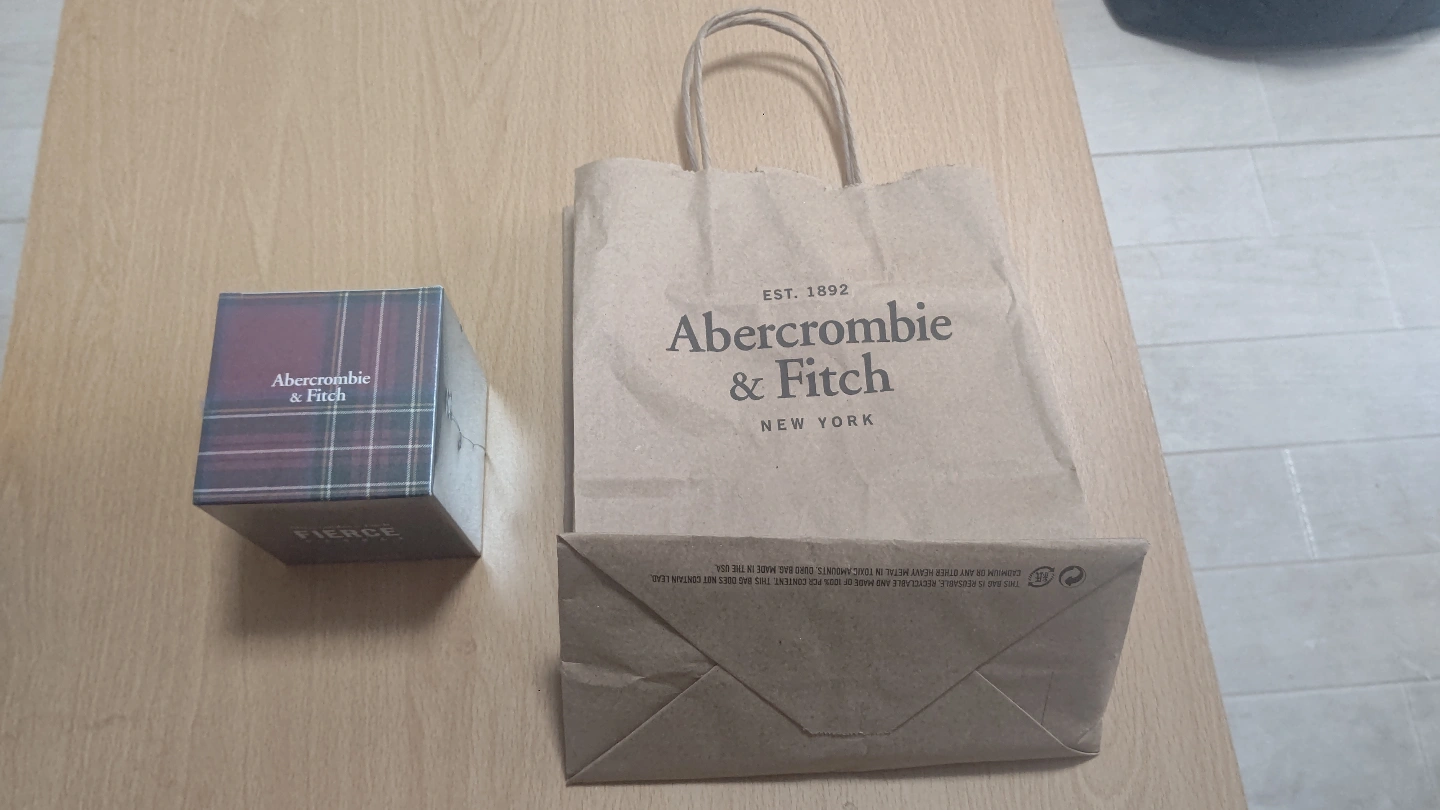 Abercrombie
& Fitch
FIERCE
EST. 1892
Abercrombie
& Fitch
NEW YORK
THIS BAG IS REUSABLE, RECYCLABLE AND MADE OF 100% PCR CONTENT. THIS BAG DOES NOT CONTAIN LEAD,
CADMIUM OR ANY OTHER HEAVY METAL IN TOXIC AMOUNTS. DURO BAG MADE IN THE USA.